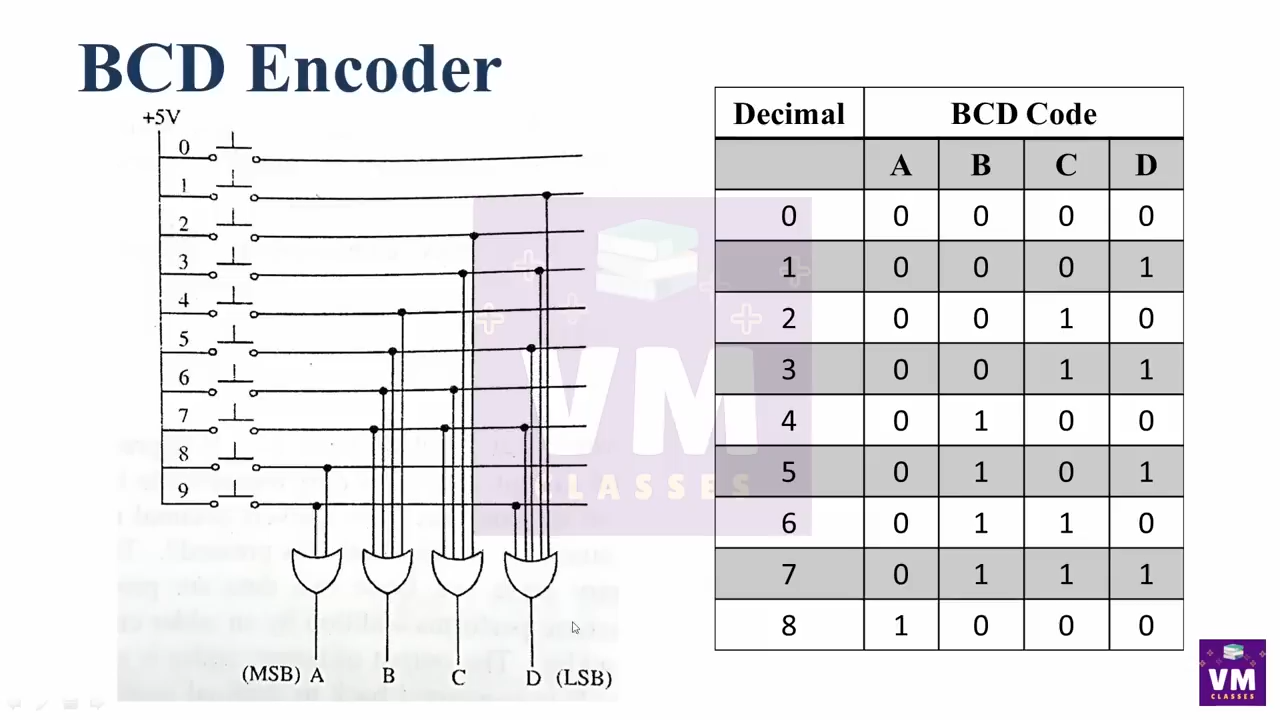 BCD Encoder
+5V
0
1
2
3
4
5
6
7
8
9
(MSB) A B C D (LSB)
Decimal BCD Code
A B C D
0 0 0 0 0
1 0 0 0 1
2 0 0 1 0
3 0 0 1 1
4 0 1 0 0
5 0 1 0 1
6 0 1 1 0
7 0 1 1 1
8 1 0 0 0
VM
CLASSES
VM
CLASSES